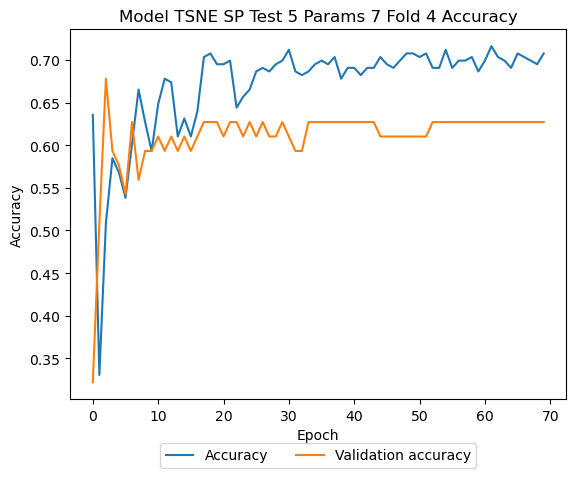 Model TSNE SP Test 5 Params 7 Fold 4 Accuracy
Accuracy
0.70
0.65
0.60
0.55
0.50
0.45
0.40
0.35
0 10 20 30 40 50 60 70
Epoch
Accuracy Validation accuracy